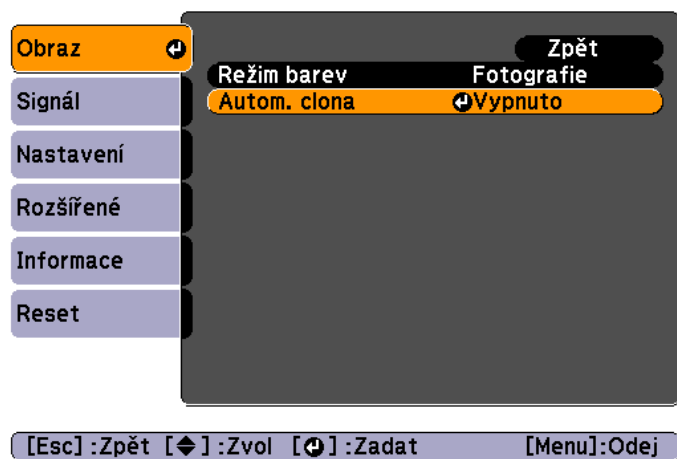 Obraz
Signál
Nastavení
Rozšířené
Informace
Reset
Zpět
Režim barev Fotografie
Autom. clona Vypnuto
[Esc] :Zpět [ ] :Zvol [ ] :Zadat [Menu]:Odej